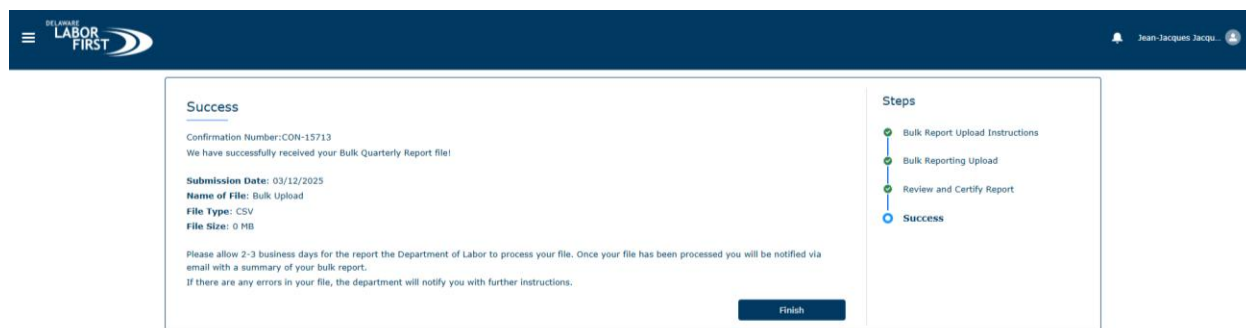 DELAWARE
LABOR
FIRST
Jean-Jacques Jacqu...
Success
Confirmation Number:CON-15713
We have successfully received your Bulk Quarterly Report file!
Submission Date: 03/12/2025
Name of File: Bulk Upload
File Type: CSV
File Size: 0 MB
Please allow 2-3 business days for the report the Department of Labor to process your file. Once your file has been processed you will be notified via
email with a summary of your bulk report.
If there are any errors in your file, the department will notify you with further instructions.
Finish
Steps
Bulk Report Upload Instructions
Bulk Reporting Upload
Review and Certify Report
Success